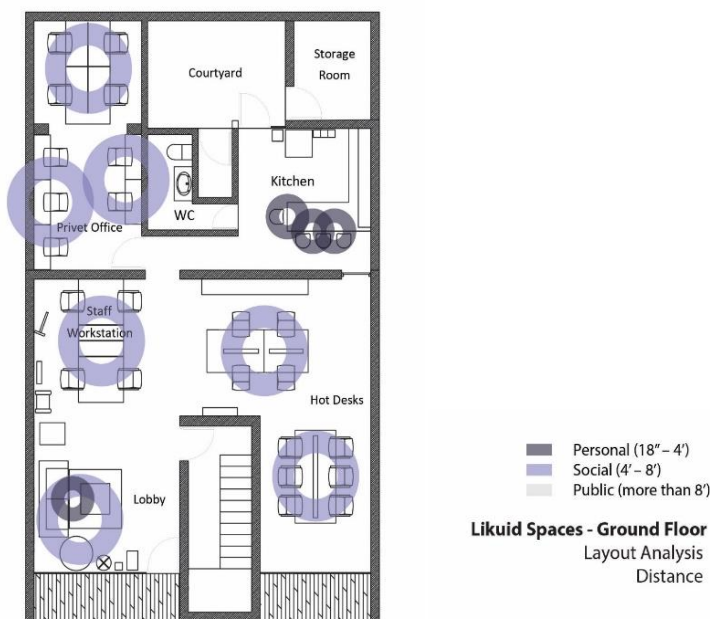 Courtyard
Storage
Room
Kitchen
WC
Privet Office
Staff
Workstation
Hot Desks
Lobby
Personal (18” – 4’)
Social (4’ – 8’)
Public (more than 8’)
Likuid Spaces - Ground Floor
Layout Analysis
Distance